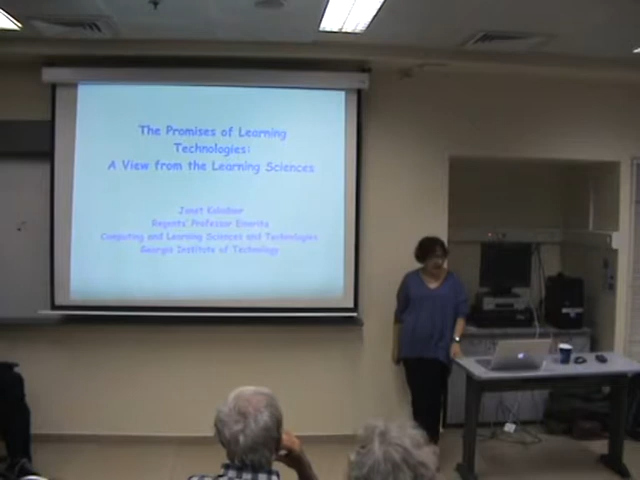 The Promises of Learning
Technologies:
A View from the Learning Sciences
Janet Kolodner
Regents' Professor Emerita
Computing and Learning Sciences and Technologies
Georgia Institute of Technology